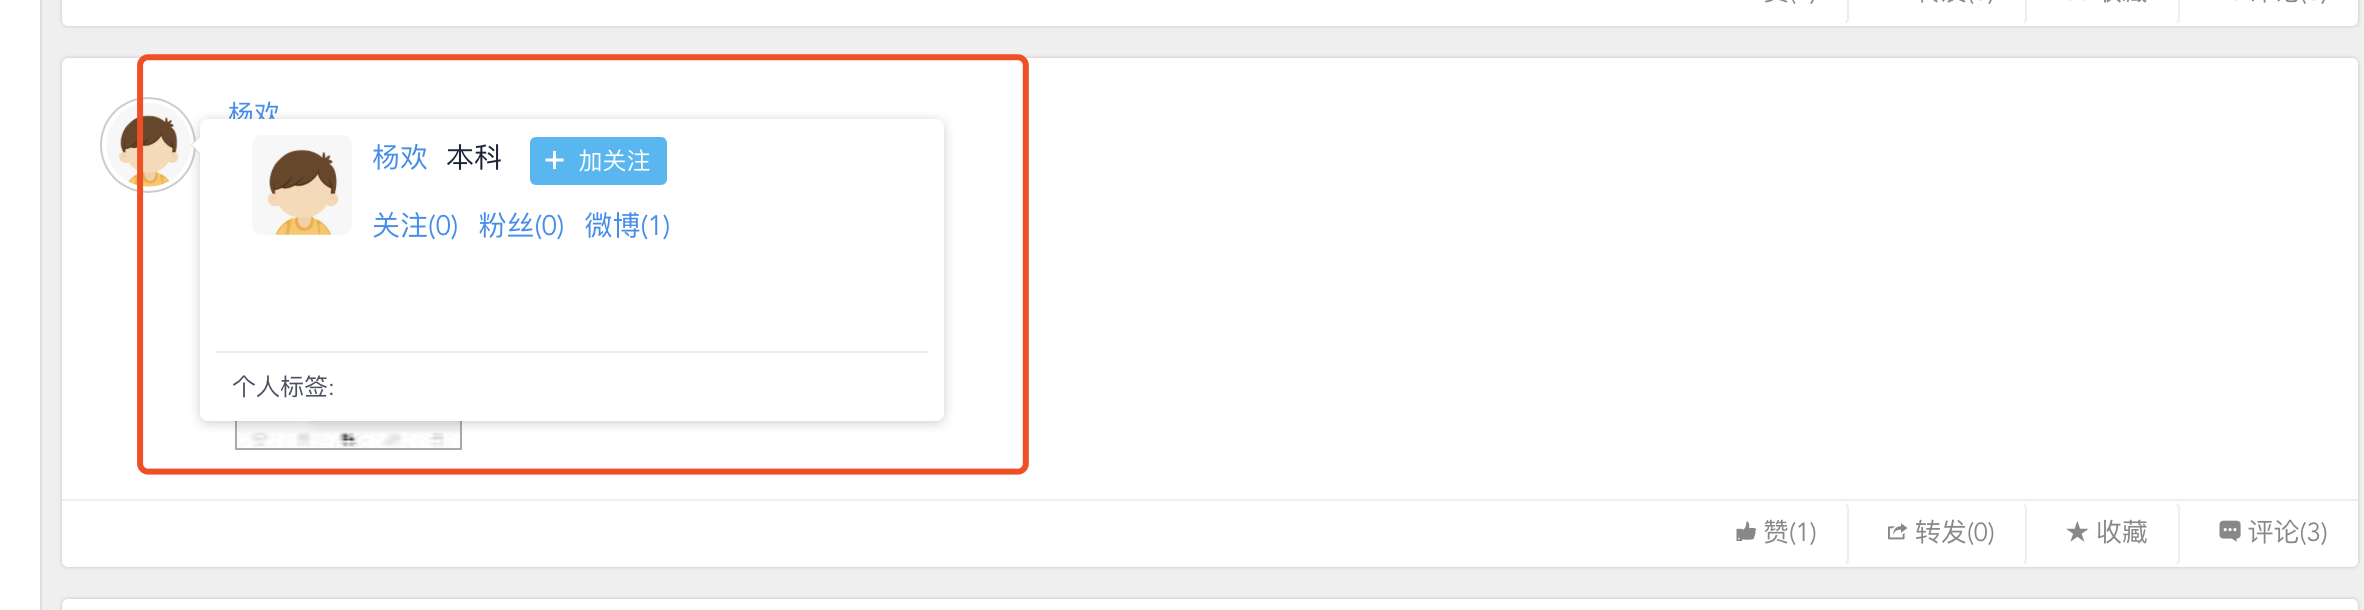 杨欢
杨欢 本科 + 加关注
关注(0) 粉丝(0) 微博(1)
个人标签:
赞(1) 转发(0) 收藏 评论(3)